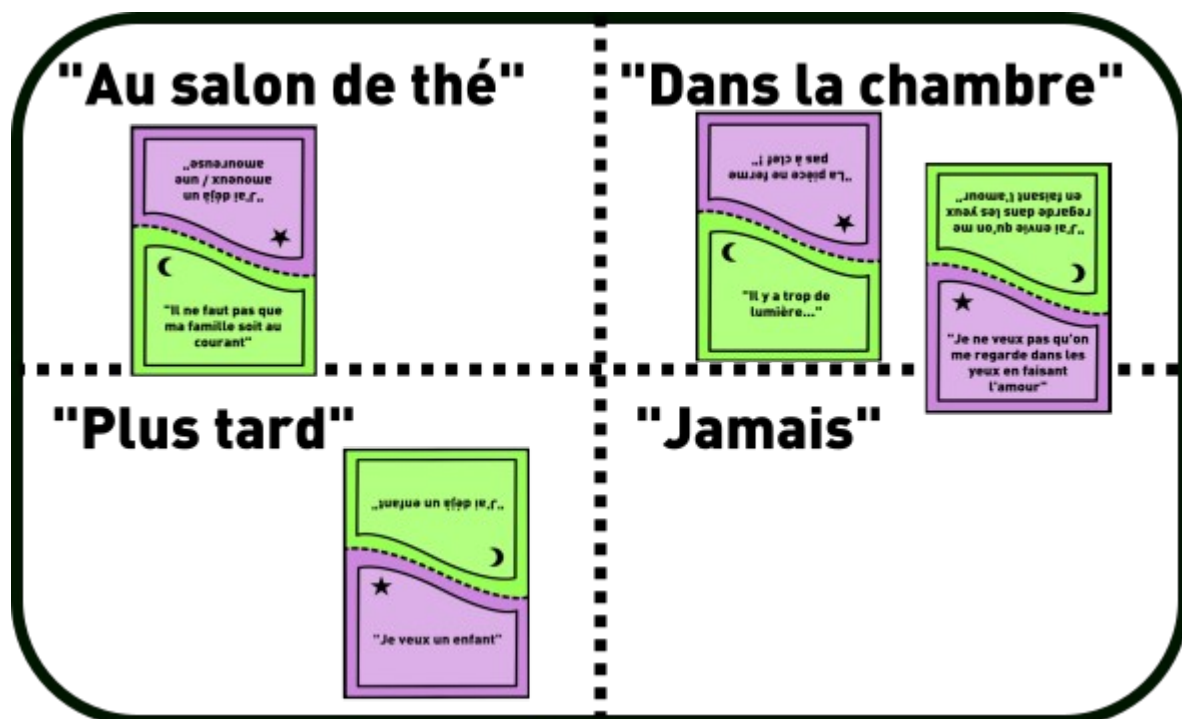 "Au salon de thé"
"J'ai déjà un
amoureux / une
amoureuse"
"Il ne faut pas que
ma famille soit au
courant"
"Dans la chambre"
"La pièce ne ferme
pas à clef !"
"Il y a trop de
lumière..."
"J'ai envie qu'on me
regarde dans les yeux
en faisant l'amour"
"Je ne veux pas qu'on
me regarde dans les
yeux en faisant
l'amour"
"Plus tard"
"J'ai déjà un enfant"
"Je veux un enfant"
"Jamais"